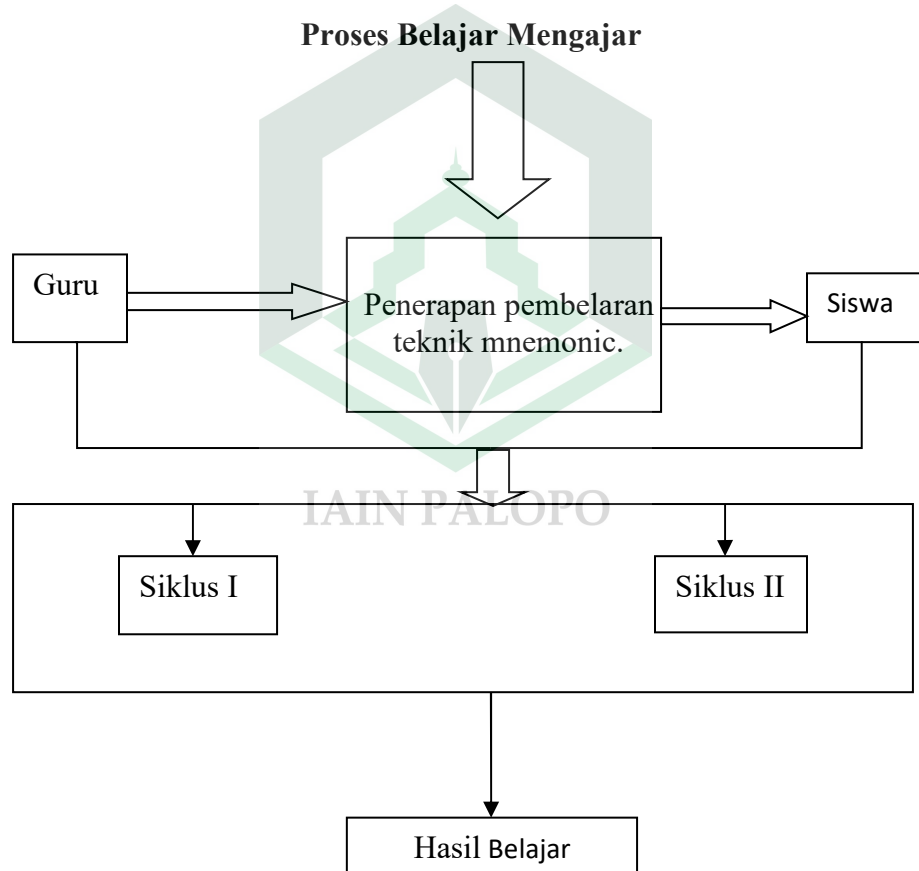 Proses Belajar Mengajar
Guru
Penerapan pembelaran
teknik mnemonic.
Siswa
IAIN PALOPO
Siklus I
Siklus II
Hasil Belajar